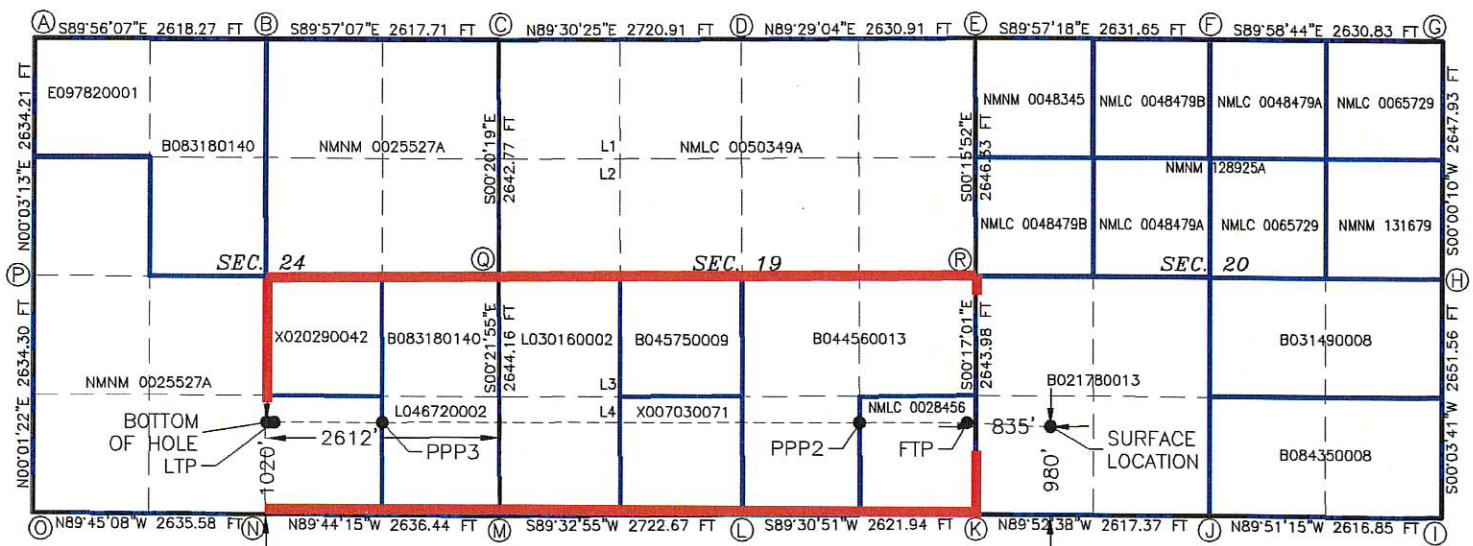 A B C D E F G
S89°56'07"E 2618.27 FT
S89°57'07"E 2617.71 FT
N89°30'25"E 2720.91 FT
N89°29'04"E 2630.91 FT
S89°57'18"E 2631.65 FT
S89°58'44"E 2630.83 FT
N00°03'13"E 2634.21 FT
E097820001
B083180140
NMNM 0025527A
S00°20'19"E
2642.77 FT
L1
L2
NMLC 0050349A
S00°15'52"E
2646.53 FT
NMNM 0048345
NMLC 0048479B
NMLC 0048479A
NMLC 0065729
NMNM 128925A
NMLC 0048479B
NMLC 0048479A
NMLC 0065729
NMNM 131679
S00°00'10"W 2647.93 FT
P
SEC. 24
Q
SEC. 19
R
SEC. 20
H
N00°01'22"E 2634.30 FT
NMNM 0025527A
X020290042
B083180140
S00°21'55"E
2644.16 FT
L030160002
B045750009
B044560013
S00°17'01"E
2643.98 FT
B031490008
L3
L4
L046720002
X007030071
NMLC 0028456
B021780013
S00°03'41"W 2651.56 FT
BOTTOM
OF HOLE
LTP
2612'
PPP3
PPP2
FTP
835'
SURFACE
LOCATION
1020'
980'
B084350008
O N M L K J I
N89°45'08"W 2635.58 FT
N89°44'15"W 2636.44 FT
S89°32'55"W 2722.67 FT
S89°30'51"W 2621.94 FT
N89°52'38"W 2617.37 FT
N89°51'15"W 2616.85 FT